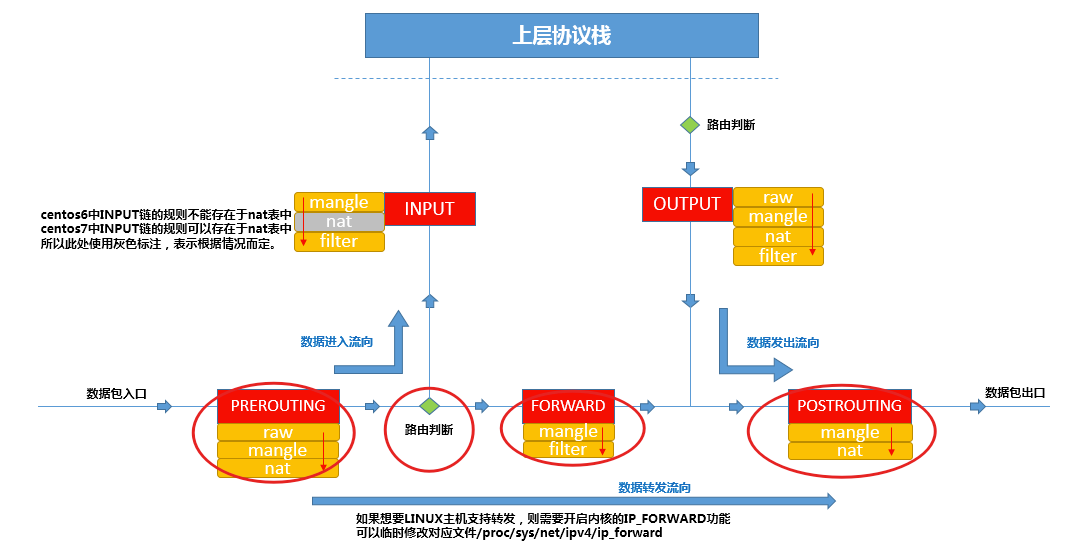 上层协议栈
路由判断
mangle
nat
filter
INPUT
OUTPUT
raw
mangle
nat
filter
centos6中INPUT链的规则不能存在于nat表中
centos7中INPUT链的规则可以存在于nat表中
所以此处使用灰色标注，表示根据情况而定。
数据进入流向
数据发出流向
数据包入口
PREROUTING
raw
mangle
nat
路由判断
FORWARD
mangle
filter
POSTROUTING
mangle
nat
数据包出口
数据转发流向
如果想要LINUX主机支持转发，则需要开启内核的IP_FORWARD功能
可以临时修改对应文件/proc/sys/net/ipv4/ip_forward